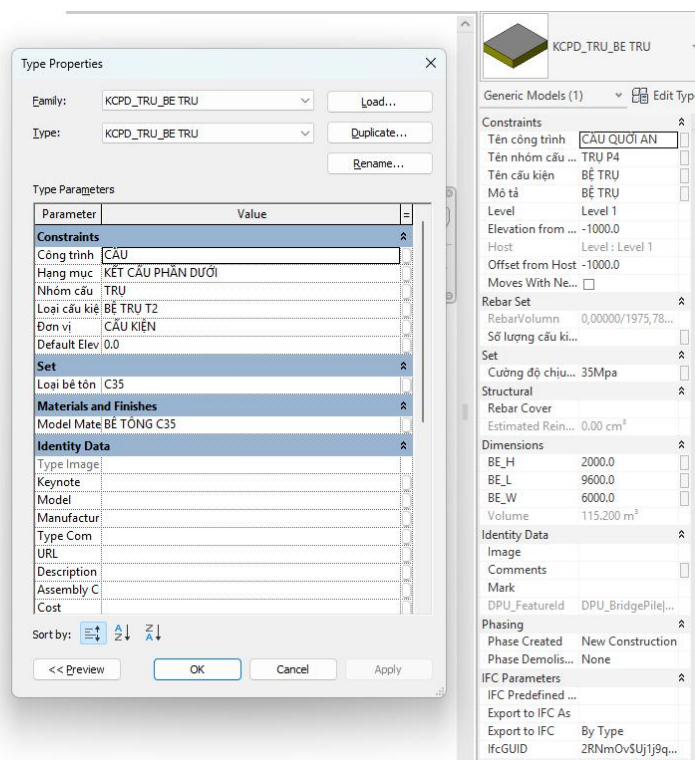 KCPD_TRU_BE TRU
Generic Models (1)
Edit Typ
Type Properties
Family:
KCPD_TRU_BE TRU
Load...
Type:
KCPD_TRU_BE TRU
Duplicate...
Rename...
Type Parameters
Parameter Value =
Constraints
Công trình CẦU
Hạng mục KẾT CẤU PHẦN DƯỚI
Nhóm cấu TRỤ
Loại cấu kiệ BỆ TRỤ T2
Đơn vị CẤU KIỆN
Default Elev 0.0
Set
Loại bê tôn C35
Materials and Finishes
Model Mate BÊ TÔNG C35
Identity Data
Type Image
Keynote
Model
Manufactur
Type Com
URL
Description
Assembly C
Cost
Sort by:
<< Preview OK Cancel Apply
Constraints
Tên công trình CẦU QUỚI AN
Tên nhóm cấu ... TRỤ P4
Tên cấu kiện BỆ TRỤ
Mô tả BỆ TRỤ
Level Level 1
Elevation from ... -1000.0
Host Level : Level 1
Offset from Host -1000.0
Moves With Ne...
Rebar Set
RebarVolumn 0,00000/1975,78...
Số lượng cấu ki...
Set
Cường độ chịu... 35Mpa
Structural
Rebar Cover
Estimated Rein... 0.00 cm³
Dimensions
BE_H 2000.0
BE_L 9600.0
BE_W 6000.0
Volume 115.200 m³
Identity Data
Image
Comments
Mark
DPU_FeatureId DPU_BridgePile|...
Phasing
Phase Created New Construction
Phase Demolis... None
IFC Parameters
IFC Predefined ...
Export to IFC As
Export to IFC By Type
IfcGUID 2RNmOv$Uj1j9q...